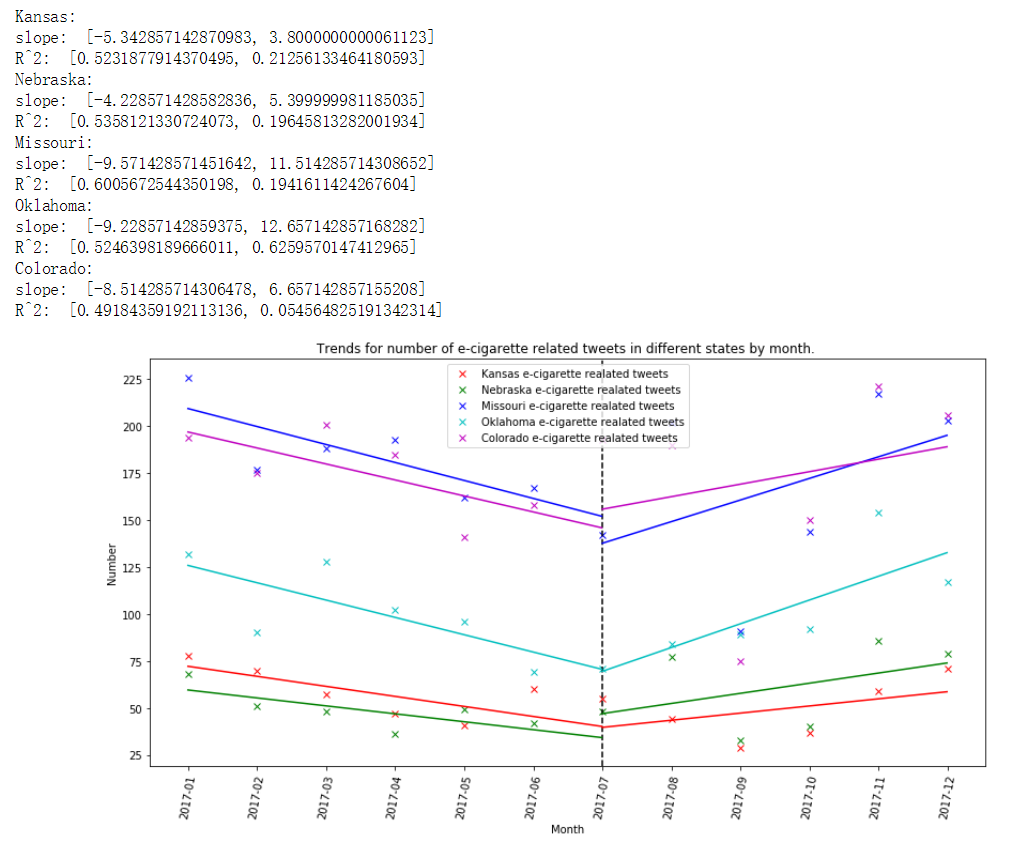 Kansas:
slope:  [-5.342857142870983, 3.8000000000061123]
R^2:  [0.5231877914370495, 0.21256133464180593]
Nebraska:
slope:  [-4.228571428582836, 5.399999981185035]
R^2:  [0.5358121330724073, 0.19645813282001934]
Missouri:
slope:  [-9.571428571451642, 11.514285714308652]
R^2:  [0.6005672544350198, 0.1941611424267604]
Oklahoma:
slope:  [-9.22857142859375, 12.657142857168282]
R^2:  [0.5246398189666011, 0.6259570147412965]
Colorado:
slope:  [-8.514285714306478, 6.657142857155208]
R^2:  [0.49184359192113136, 0.054564825191342314]
Trends for number of e-cigarette related tweets in different states by month.
Kansas e-cigarette realated tweets
Nebraska e-cigarette realated tweets
Missouri e-cigarette realated tweets
Oklahoma e-cigarette realated tweets
Colorado e-cigarette realated tweets
225
200
175
150
125
100
75
50
25
Number
2017-01
2017-02
2017-03
2017-04
2017-05
2017-06
2017-07
2017-08
2017-09
2017-10
2017-11
2017-12
Month